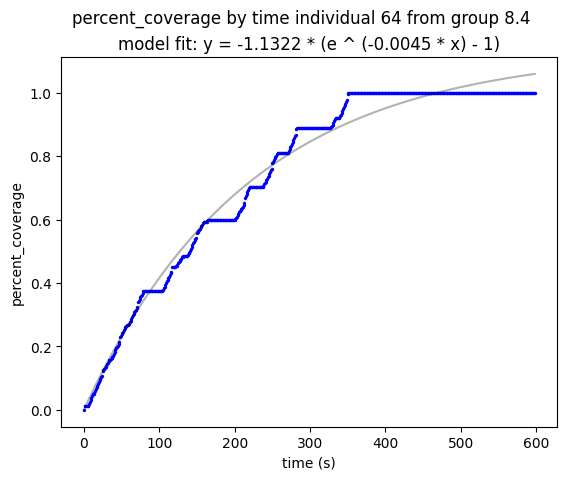 percent_coverage by time individual 64 from group 8.4
model fit: y = -1.1322 * (e ^ (-0.0045 * x) - 1)
percent_coverage
1.0
0.8
0.6
0.4
0.2
0.0
0 100 200 300 400 500 600
time (s)